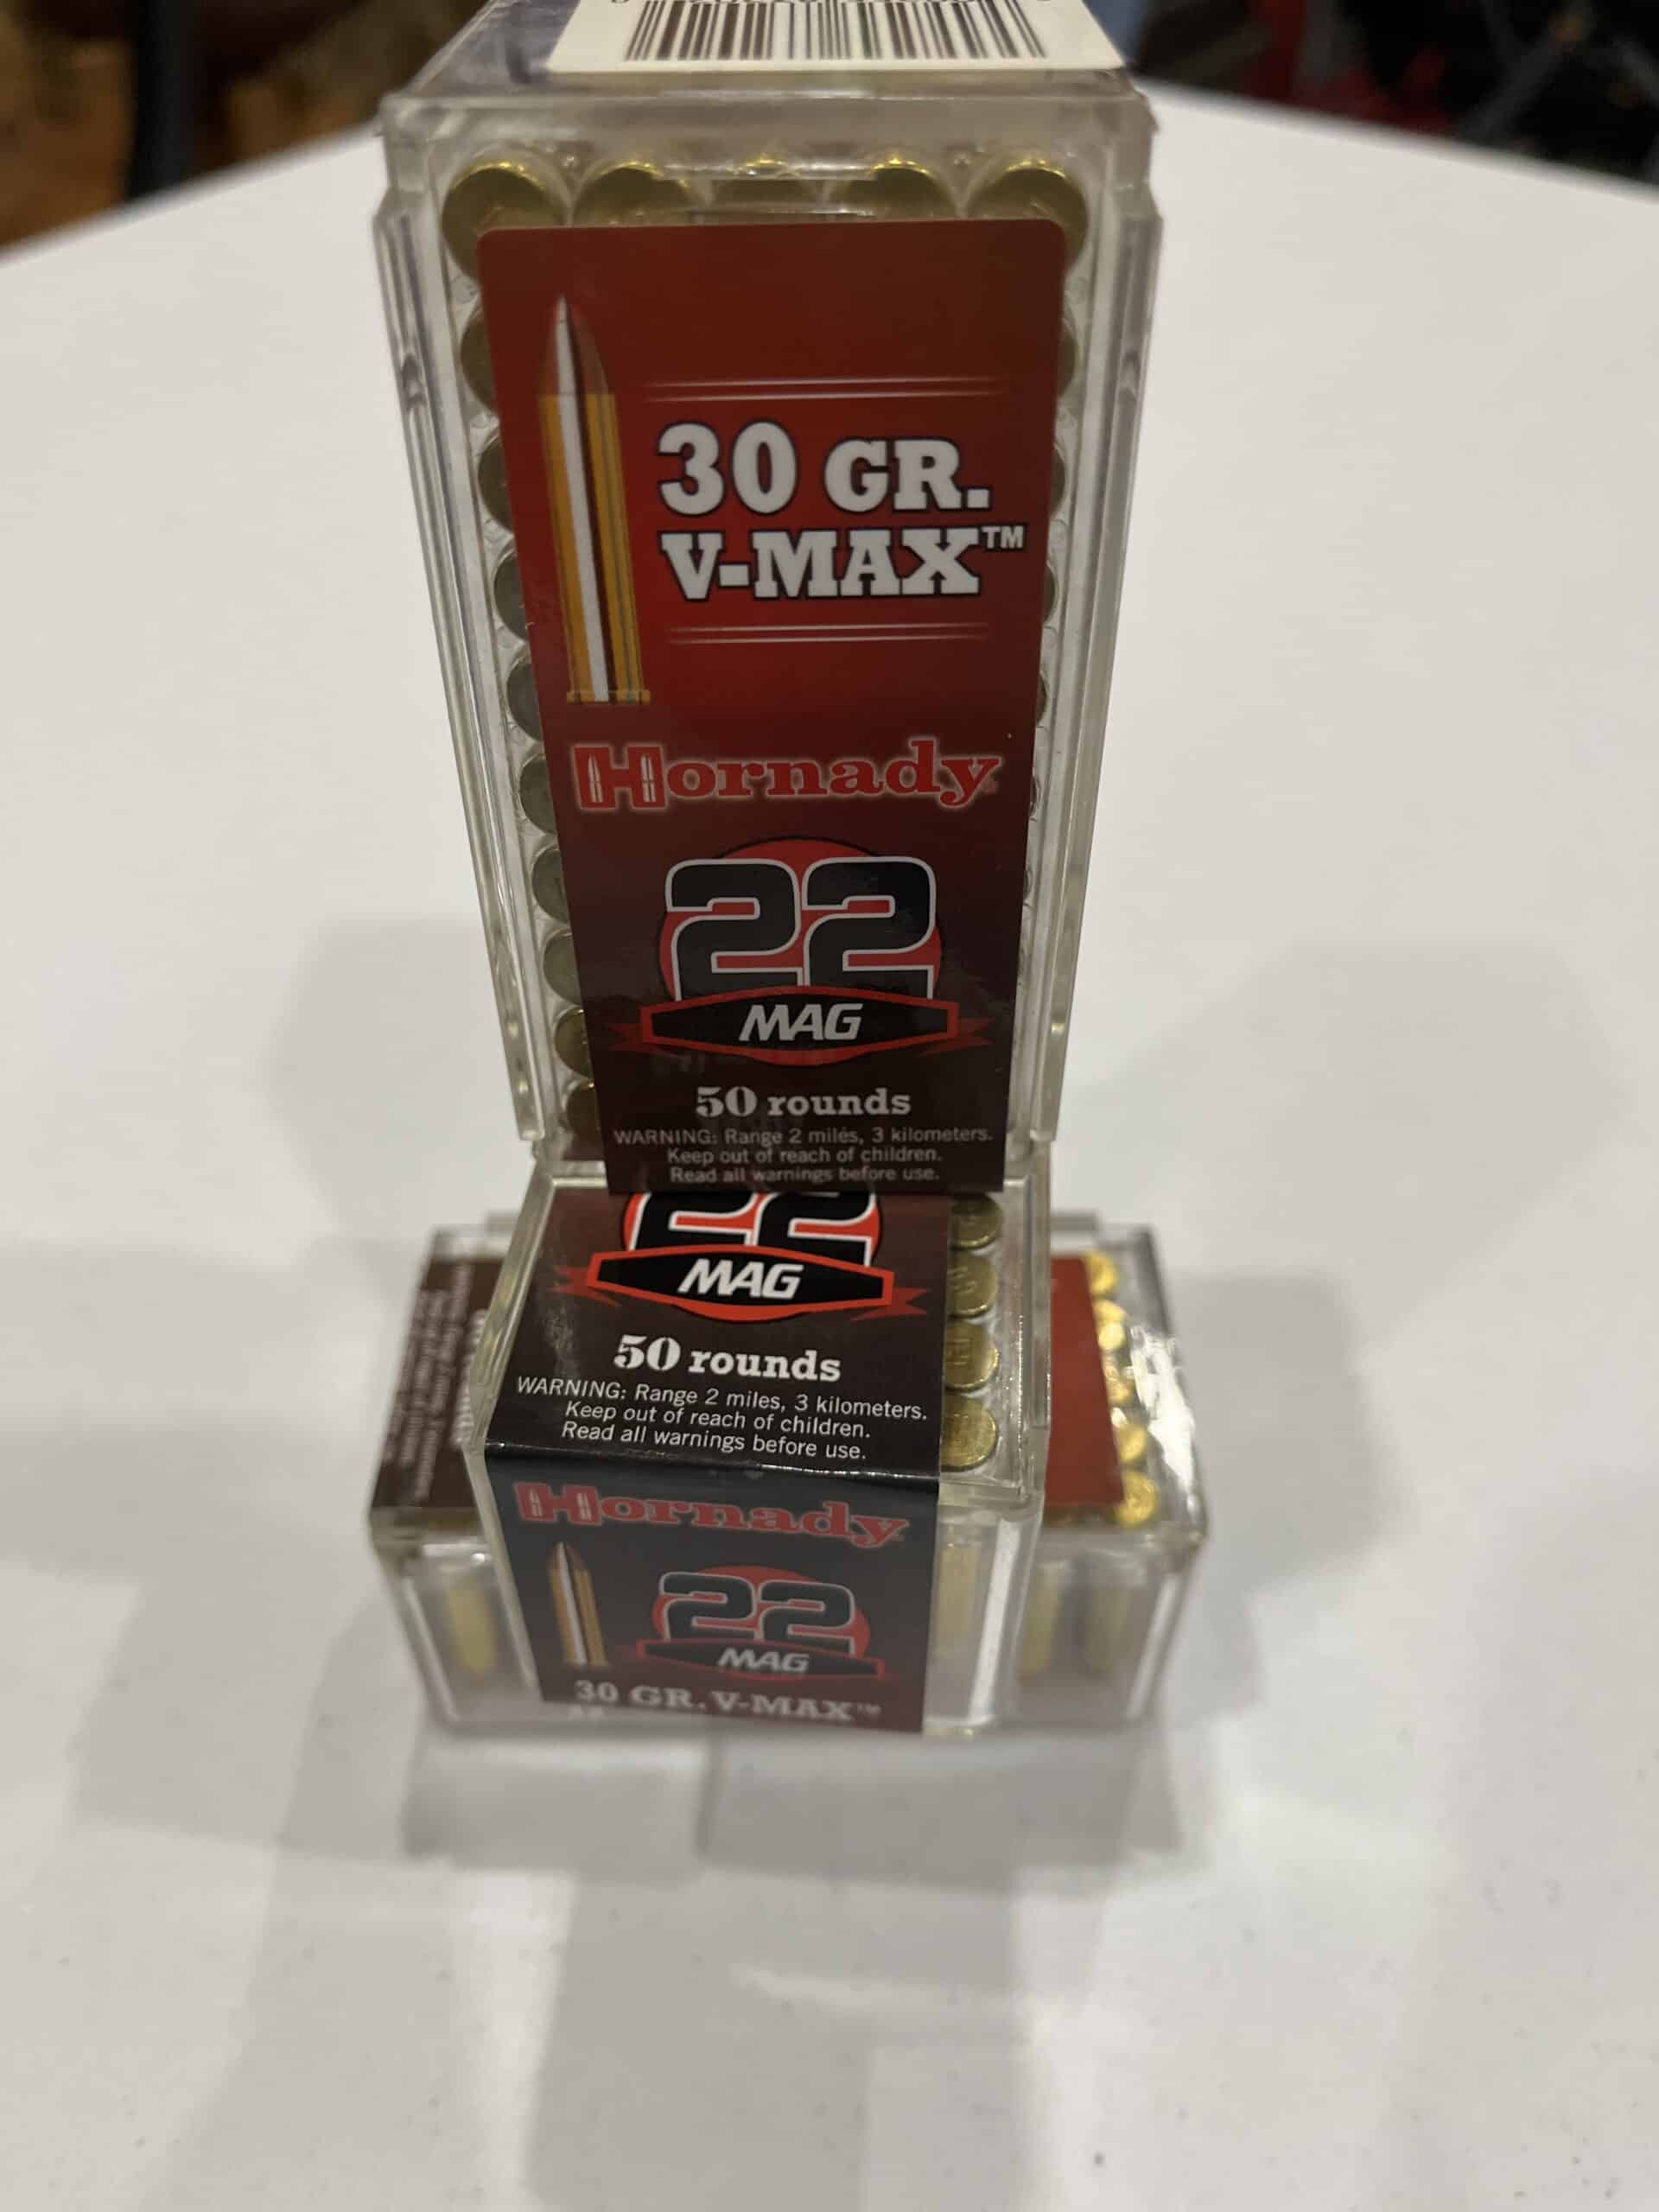 30 GR.
V-MAX™
Hornady
22
MAG
50 rounds
WARNING: Range 2 miles, 3 kilometers.
Keep out of reach of children.
Read all warnings before use.
22
MAG
50 rounds
WARNING: Range 2 miles, 3 kilometers.
Keep out of reach of children.
Read all warnings before use.
Hornady
22
MAG
30 GR. V-MAX™